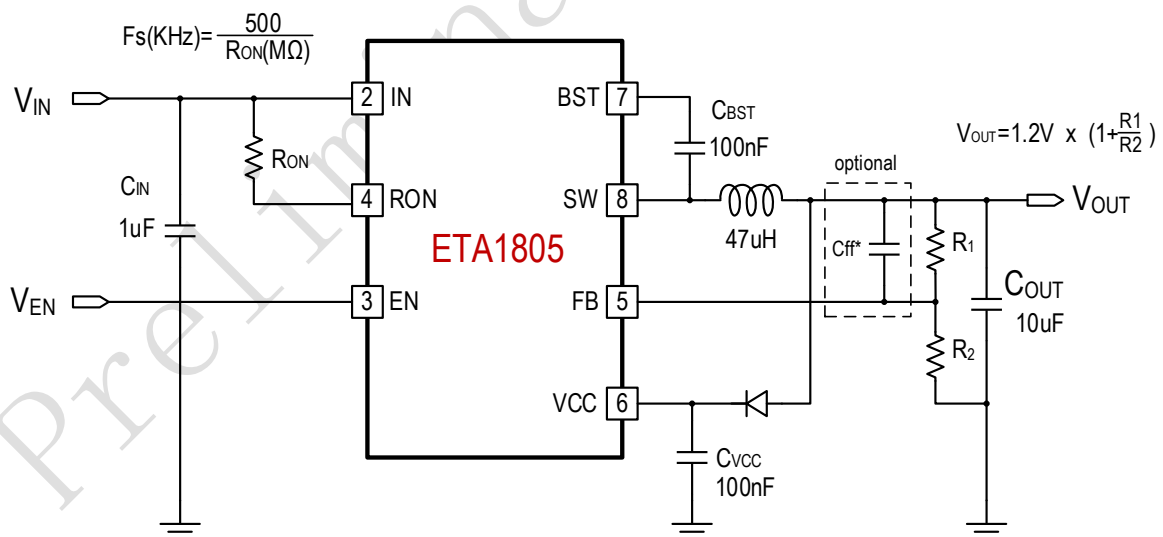 Fs(KHz)= 500
RON(MΩ)
VIN
2
IN
BST
7
CBST
100nF
VOUT=1.2V x (1+R1
R2)
optional
RON
CIN
1uF
4
RON
SW
8
47uH
VOUT
ETA1805
Cff*
R1
VEN
3
EN
FB
5
COUT
10uF
R2
VCC
6
CVCC
100nF
Prelimina